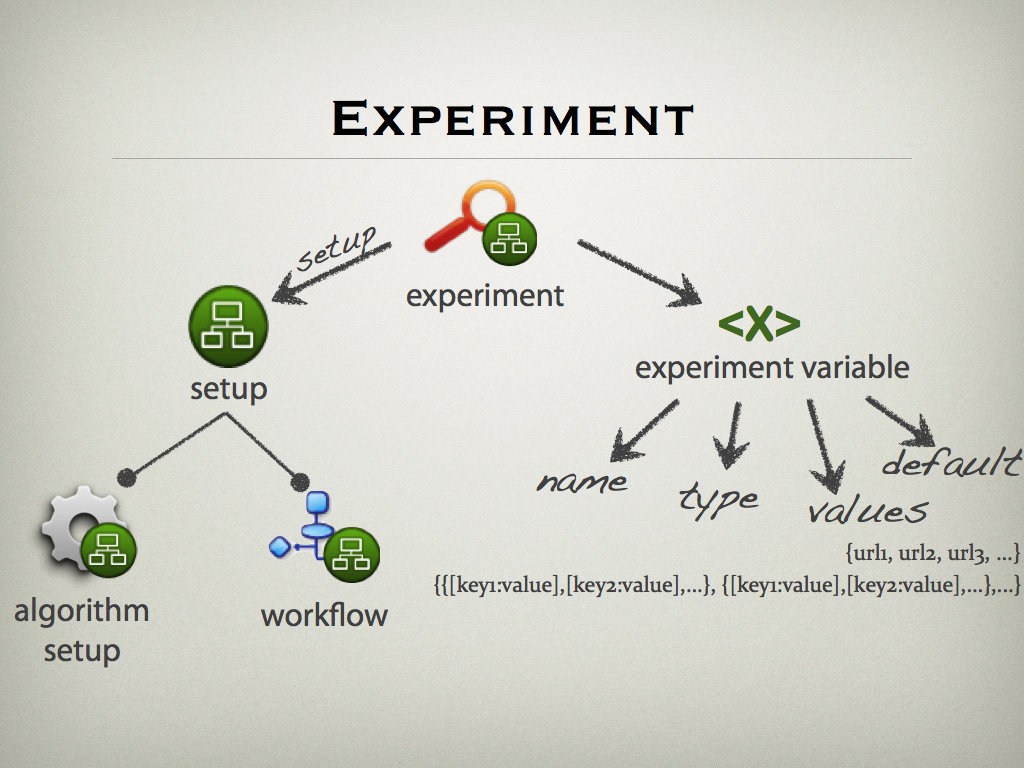 EXPERIMENT
setup
experiment
<X>
setup
experiment variable
name
type
values
default
{url1, url2, url3, ...}
{{[key1:value],[key2:value],...}, {[key1:value],[key2:value],...},...}
algorithm
setup
workflow